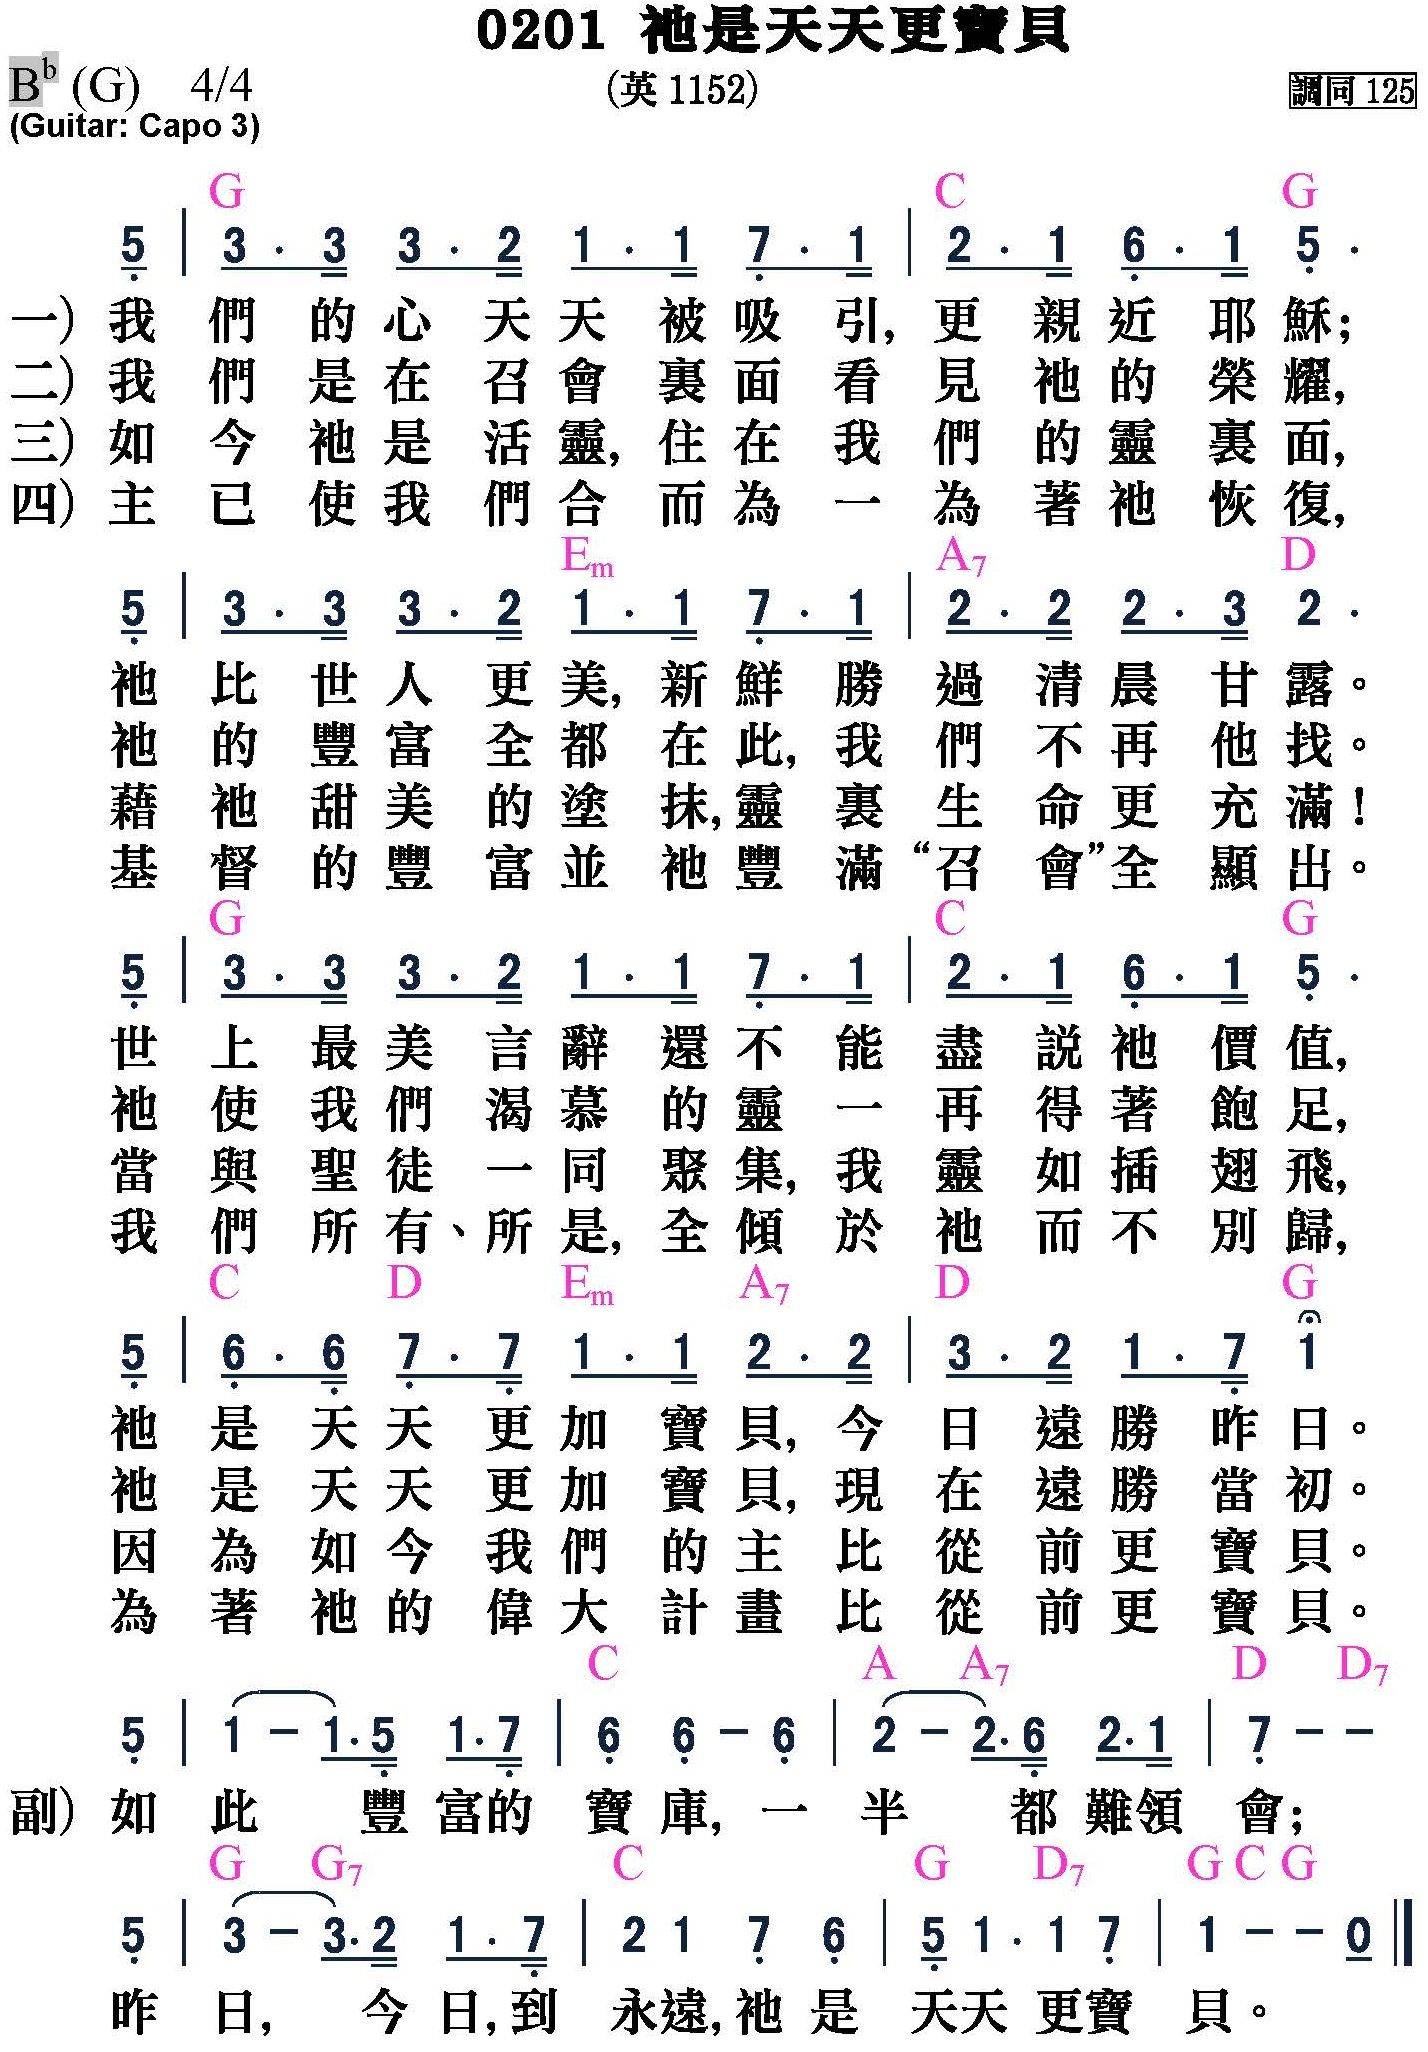 0201 祂是天天更寶貝
B♭ (G) 4/4 (英1152) 調同125
(Guitar: Capo 3)
G C G
5 | 3 . 3 3 . 2 1 . 1 7 . 1 | 2 . 1 6 . 1 5 .
一) 我們的心天天被吸引, 更親近耶穌;
二) 我們是在召會裏面看見祂的榮耀,
三) 如今祂是活靈, 住在我們的靈裏面,
四) 主已使我們合而為一為著祂恢復,
Em A7 D
5 | 3 . 3 3 . 2 1 . 1 7 . 1 | 2 . 2 2 . 3 2 .
祂比世人更美, 新鮮勝過清晨甘露。
祂的豐富全都在此, 我們不再他找。
藉祂甜美的塗抹, 靈裏生命更充滿!
基督的豐富並祂豐滿“召會”全顯出。
G C G
5 | 3 . 3 3 . 2 1 . 1 7 . 1 | 2 . 1 6 . 1 5 .
世上最美言辭還不能盡説祂價值,
祂使我們渴慕的靈一再得著飽足,
當與聖徒一同聚集, 我靈如插翅飛,
我們所有、所是, 全傾於祂而不別歸,
C D Em A7 D G
5 | 6 . 6 7 . 7 1 . 1 2 . 2 | 3 . 2 1 . 7 1
祂是天天更加寶貝, 今日遠勝昨日。
祂是天天更加寶貝, 現在遠勝當初。
因為如今我們的主比從前更寶貝。
為著祂的偉大計畫比從前更寶貝。
C A A7 D D7
5 | 1 – 1 . 5 1 . 7 | 6 6 – 6 | 2 – 2 . 6 2 . 1 | 7 – –
副) 如此豐富的寶庫, 一半都難領會;
G G7 C G D7 G C G
5 | 3 – 3 . 2 1 . 7 | 2 1 7 6 | 5 1 . 1 7 | 1 – – 0 ||
昨日, 今日, 到永遠, 祂是天天更寶貝。